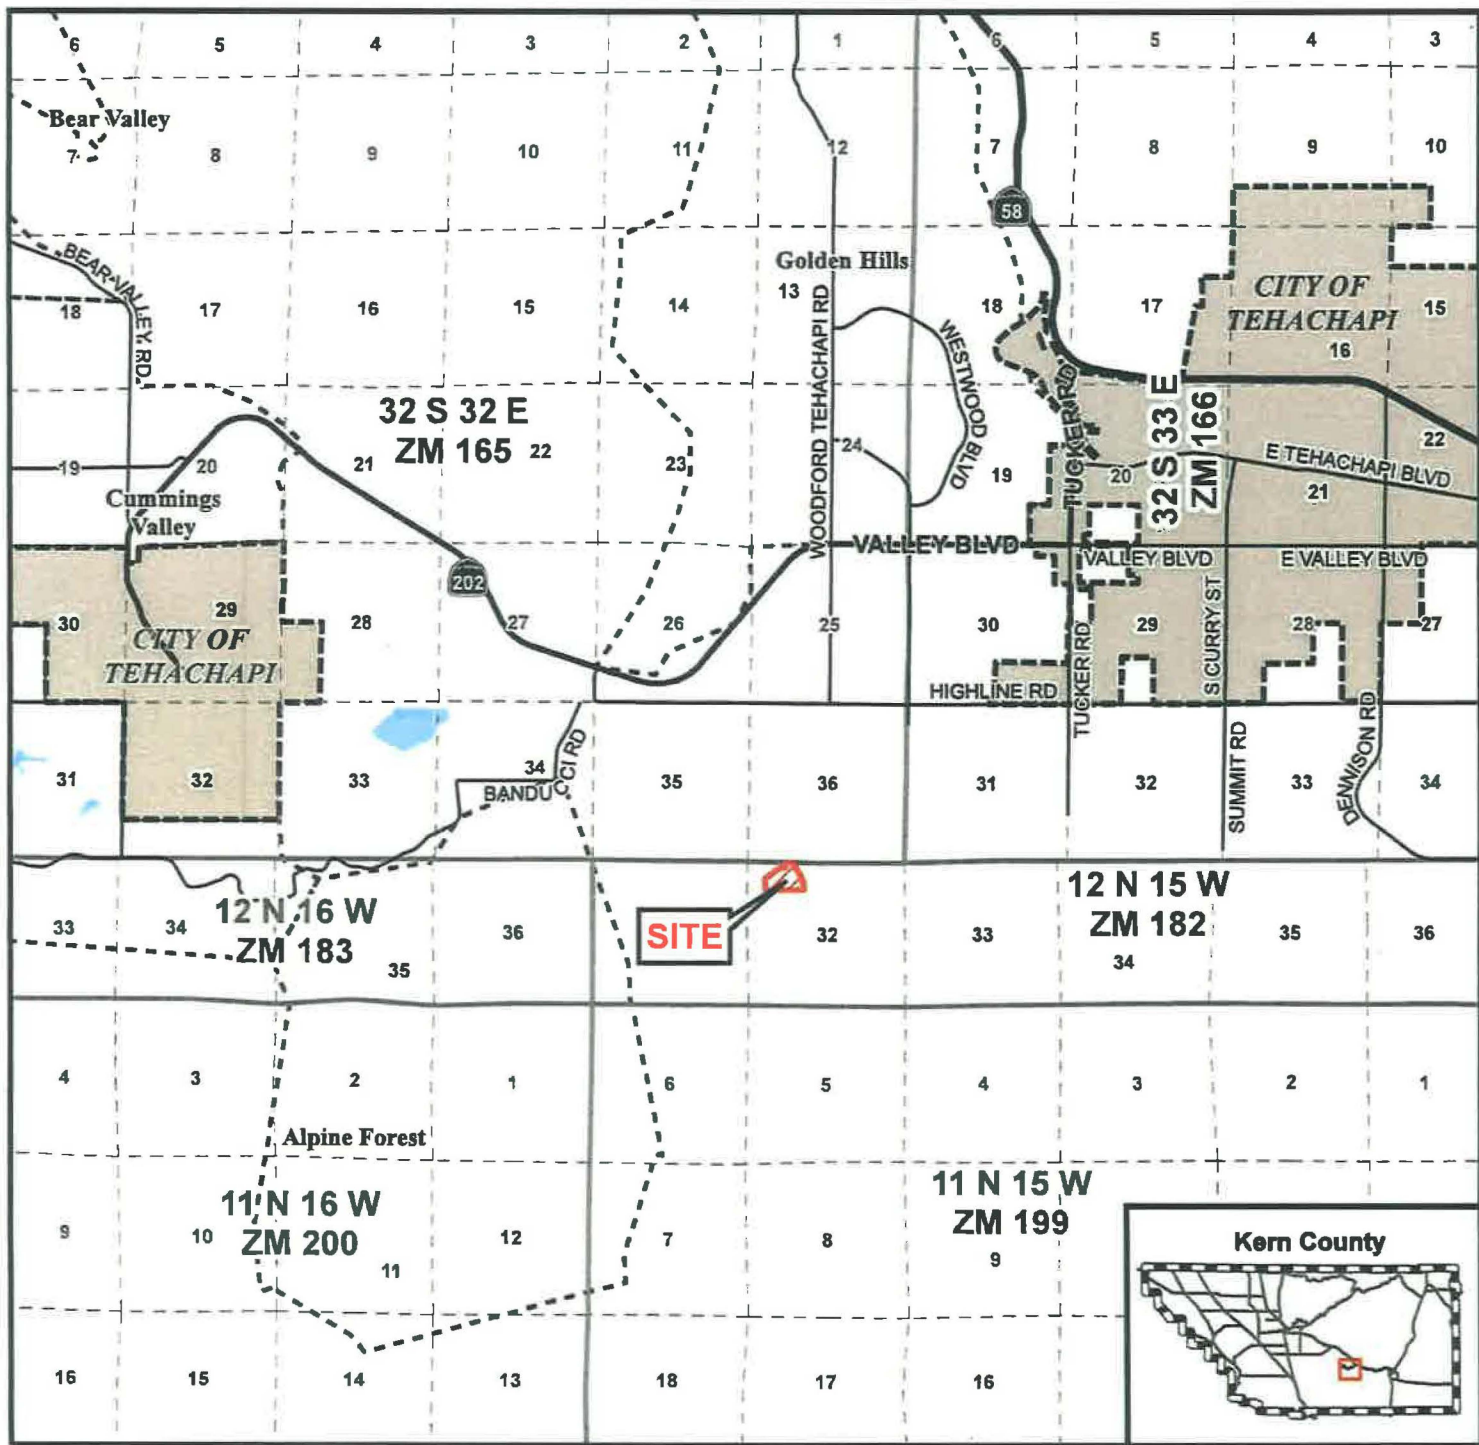 6 5 4 3 2 1 6 5 4 3
Bear Valley
7 8 9 10 11 12 7 8 9 10
58
BEAR VALLEY RD.
Golden Hills
18 17 16 15 14 13 18 17 16 15
CITY OF
TEHACHAPI
WOODFORD TEHACHAPI RD
WESTWOOD BLVD
TUCKER RD
32 S 32 E
ZM 165
32 S 33 E
ZM 166
19 20 21 22 23 24 19 20 21 22
E TEHACHAPI BLVD
Cummings
Valley
VALLEY BLVD
VALLEY BLVD
E VALLEY BLVD
202
30 29 28 27 26 25 30 29 28 27
CITY OF
TEHACHAPI
S CURRY ST
HIGHLINE RD
TUCKER RD
SUMMIT RD
DENNISON RD
31 32 33 34 35 36 31 32 33 34
BANDUCCI RD
12 N 16 W
ZM 183
12 N 15 W
ZM 182
SITE
33 34 35 36 32 33 34 35 36
4 3 2 1 6 5 4 3 2 1
Alpine Forest
11 N 16 W
ZM 200
11 N 15 W
ZM 199
9 10 11 12 7 8 9
Kern County
16 15 14 13 18 17 16